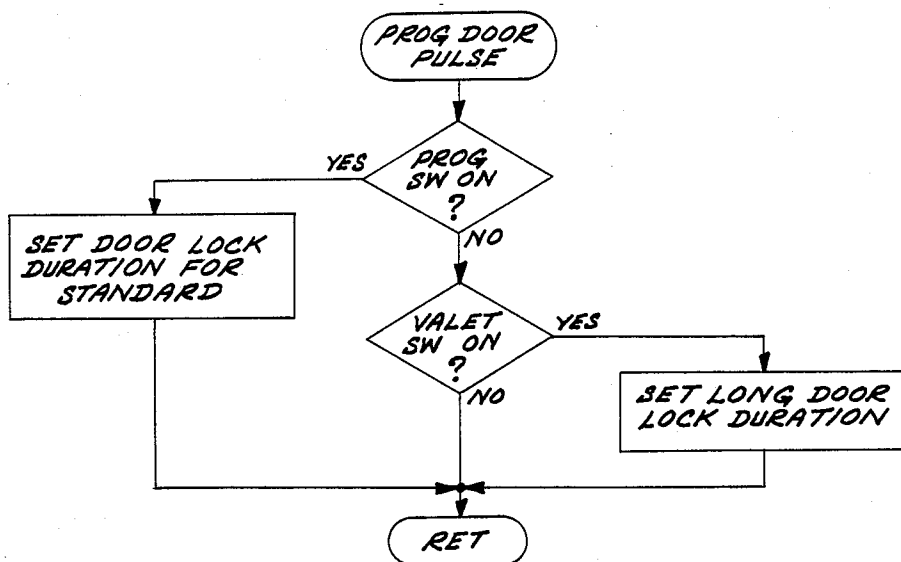 PROG DOOR
PULSE
PROG
SW ON
?
YES
NO
SET DOOR LOCK
DURATION FOR
STANDARD
VALET
SW ON
?
YES
NO
SET LONG DOOR
LOCK DURATION
RET